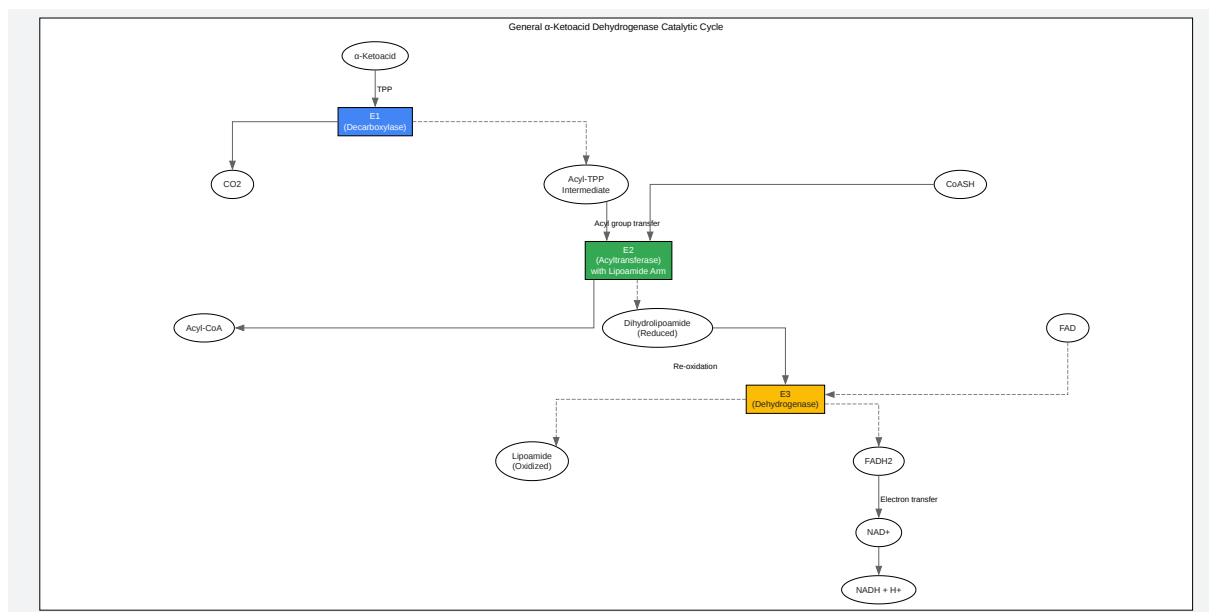 General α-Ketoacid Dehydrogenase Catalytic Cycle
α-Ketoacid
TPP
E1
(Decarboxylase)
CO2
Acyl-TPP
Intermediate
CoASH
Acyl group transfer
E2
(Acyltransferase)
with Lipoamide Arm
Acyl-CoA
Dihydrolipoamide
(Reduced)
FAD
Re-oxidation
E3
(Dehydrogenase)
Lipoamide
(Oxidized)
FADH2
Electron transfer
NAD+
NADH + H+